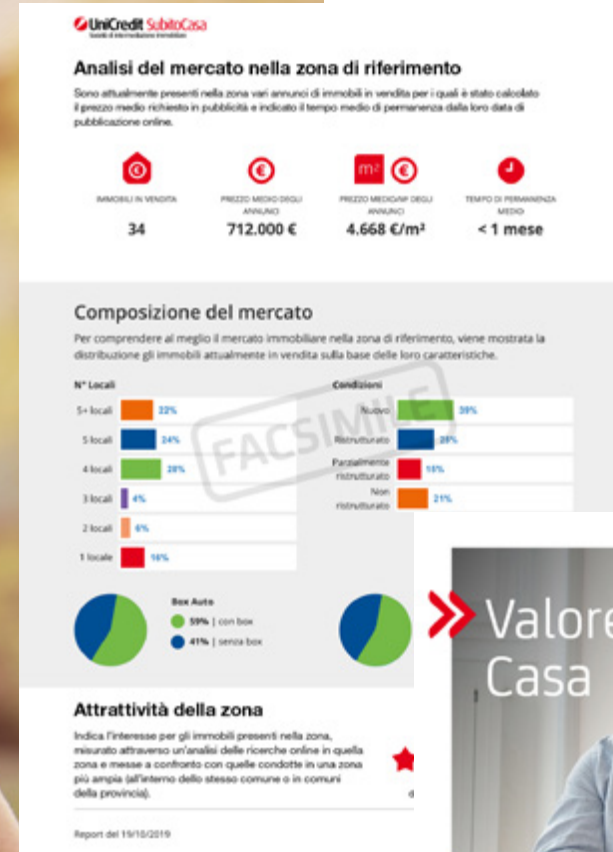 UniCredit SubitoCasa
Società di intermediazione immobiliare
Analisi del mercato nella zona di riferimento
Sono attualmente presenti nella zona vari annunci di immobili in vendita per i quali è stato calcolato
il prezzo medio richiesto in pubblicità e indicato il tempo medio di permanenza dalla loro data di
pubblicazione online.
m² €
IMMOBILI IN VENDITA
34
PREZZO MEDIO DEGLI
ANNUNCI
712.000 €
PREZZO MEDIO/M² DEGLI
ANNUNCI
4.668 €/m²
TEMPO DI PERMANENZA
MEDIO
< 1 mese
Composizione del mercato
Per comprendere al meglio il mercato immobiliare nella zona di riferimento, viene mostrata la
distribuzione gli immobili attualmente in vendita sulla base delle loro caratteristiche.
N° Locali
5+ locali 22%
5 locali 24%
4 locali 28%
3 locali 4%
2 locali 6%
1 locale 16%
Condizioni
Nuovo 39%
Ristrutturato 25%
Parzialmente
ristrutturato 15%
Non
ristrutturato 21%
FACSIMILE
Box Auto
59% | con box
41% | senza box
Valore
Casa
Attrattività della zona
Indica l'interesse per gli immobili presenti nella zona,
misurato attraverso un'analisi delle ricerche online in quella
zona e messe a confronto con quelle condotte in una zona
più ampia (all'interno dello stesso comune o in comuni
della provincia).
Report del 19/10/2019